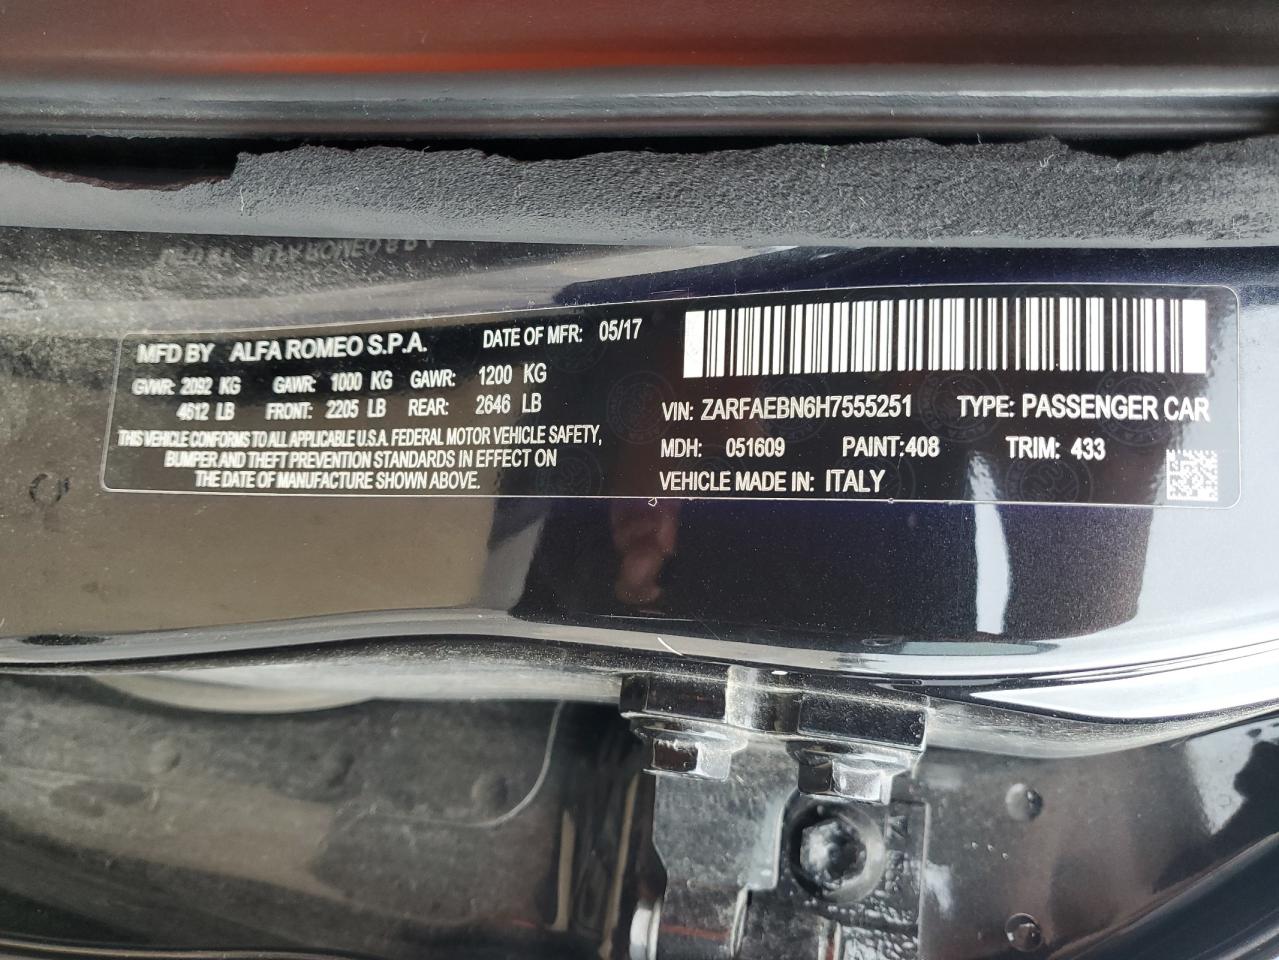 MFD BY ALFA ROMEO S.P.A. DATE OF MFR: 05/17
GVWR: 2092 KG GAWR: 1000 KG GAWR: 1200 KG
4612 LB FRONT: 2205 LB REAR: 2646 LB
THIS VEHICLE CONFORMS TO ALL APPLICABLE U.S.A. FEDERAL MOTOR VEHICLE SAFETY,
BUMPER AND THEFT PREVENTION STANDARDS IN EFFECT ON
THE DATE OF MANUFACTURE SHOWN ABOVE.
VIN: ZARFAEBN6H7555251 TYPE: PASSENGER CAR
MDH: 051609 PAINT:408 TRIM: 433
VEHICLE MADE IN: ITALY